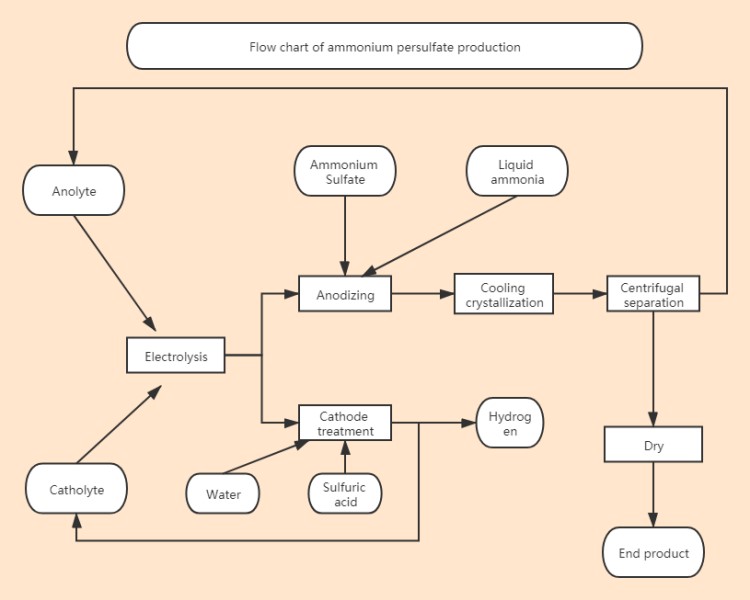 Flow chart of ammonium persulfate production
Ammonium
Sulfate
Liquid
ammonia
Anolyte
Anodizing
Cooling
crystallization
Centrifugal
separation
Electrolysis
Cathode
treatment
Hydrog
en
Dry
Catholyte
Water
Sulfuric
acid
End product